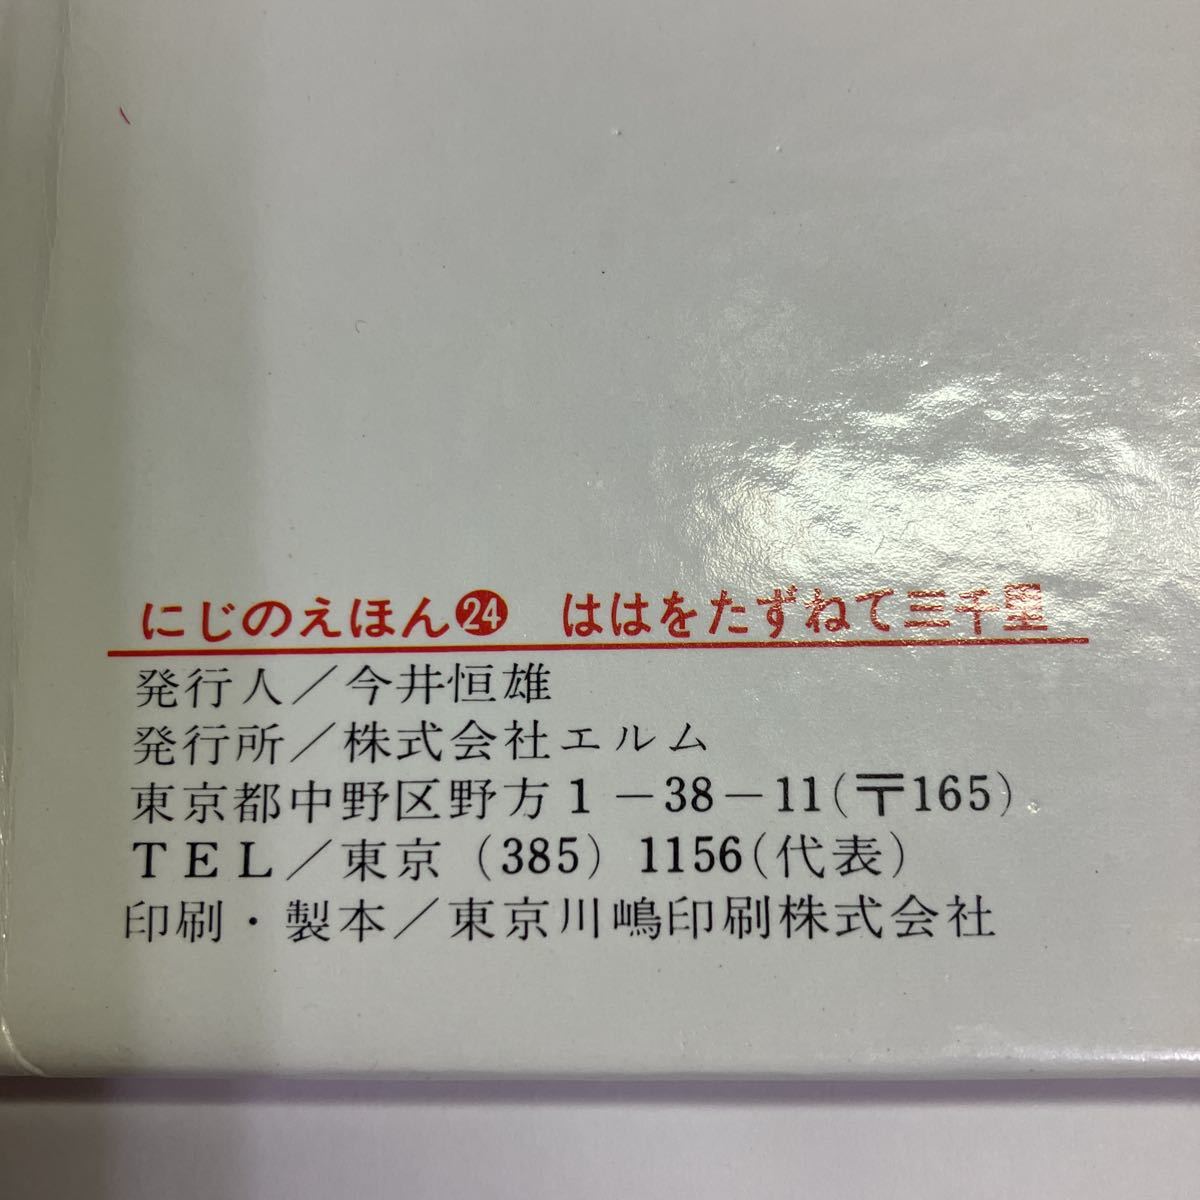 にじのえほん㉔ ははをたずねて三千里
発行人/今井恒雄
発行所/株式会社エルム
東京都中野区野方1-38-11(〒165)
TEL/東京(385)1156(代表)
印刷・製本/東京川嶋印刷株式会社